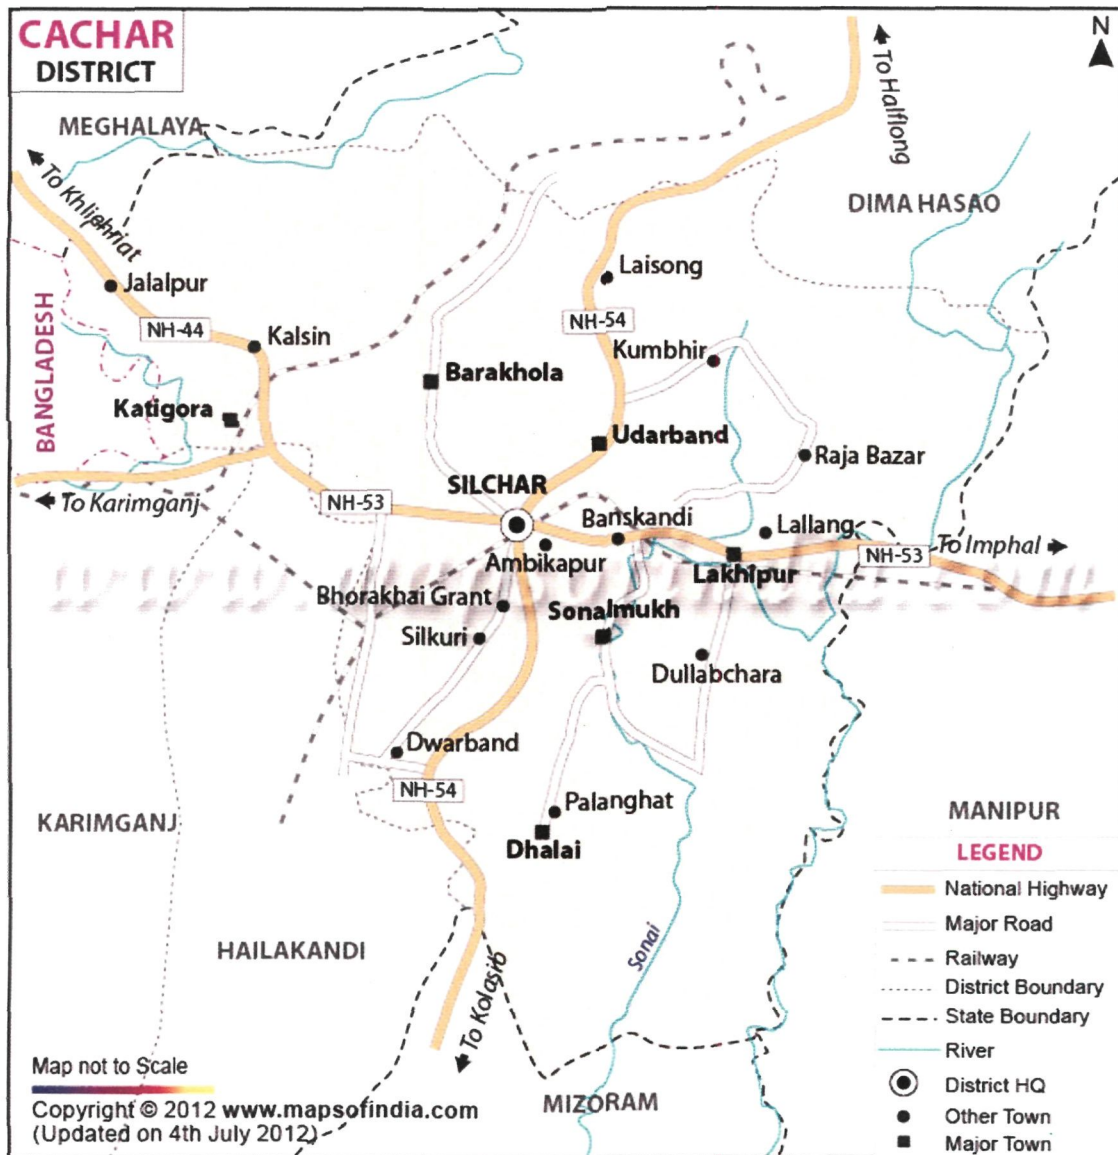 CACHAR
DISTRICT
N
To Halflong
MEGHALAYA
To Khliehriat
DIMA HASAO
Jalalpur
Laisong
NH-44
Kalsin
NH-54
Kumbhir
BANGLADESH
Barakhola
Katigora
Udarband
Raja Bazar
SILCHAR
To Karimganj
NH-53
Banskandi
Lallang
NH-53
To Imphal
Ambikapur
Lakhipur
Bhorakhai Grant
Sonalmukh
Silkuri
Dullabchara
Dwarband
NH-54
Palanghat
KARIMGANJ
Dhalai
MANIPUR
HAILAKANDI
Sonai
To Kolasib
MIZORAM
LEGEND
National Highway
Major Road
Railway
District Boundary
State Boundary
River
District HQ
Other Town
Major Town
Map not to Scale
Copyright © 2012 www.mapsofindia.com
(Updated on 4th July 2012)